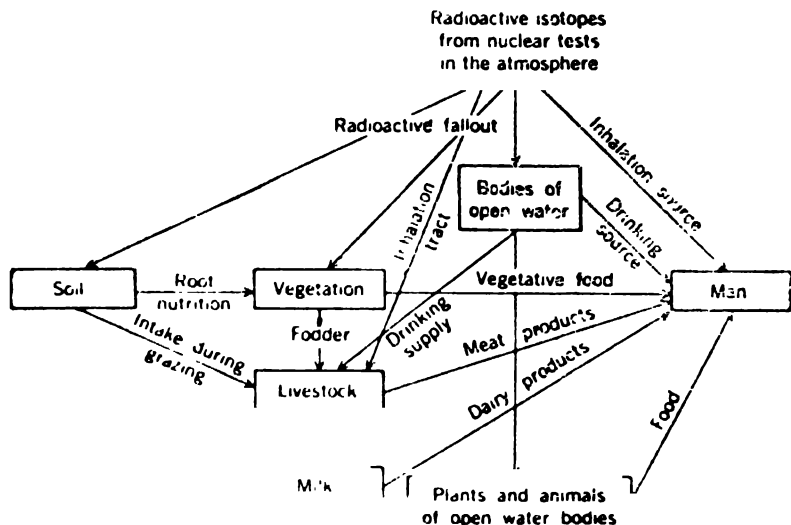 Radioactive isotopes
from nuclear tests
in the atmosphere
Radioactive fallout
Inhalation source
Inhalation
tract
Bodies of
open water
Drinking
source
Soil
Root
nutrition
Vegetation
Vegetative food
Man
Intake during
grazing
Fodder
Drinking
supply
Meat products
Livestock
Dairy products
Food
Milk
Plants and animals
of open water bodies